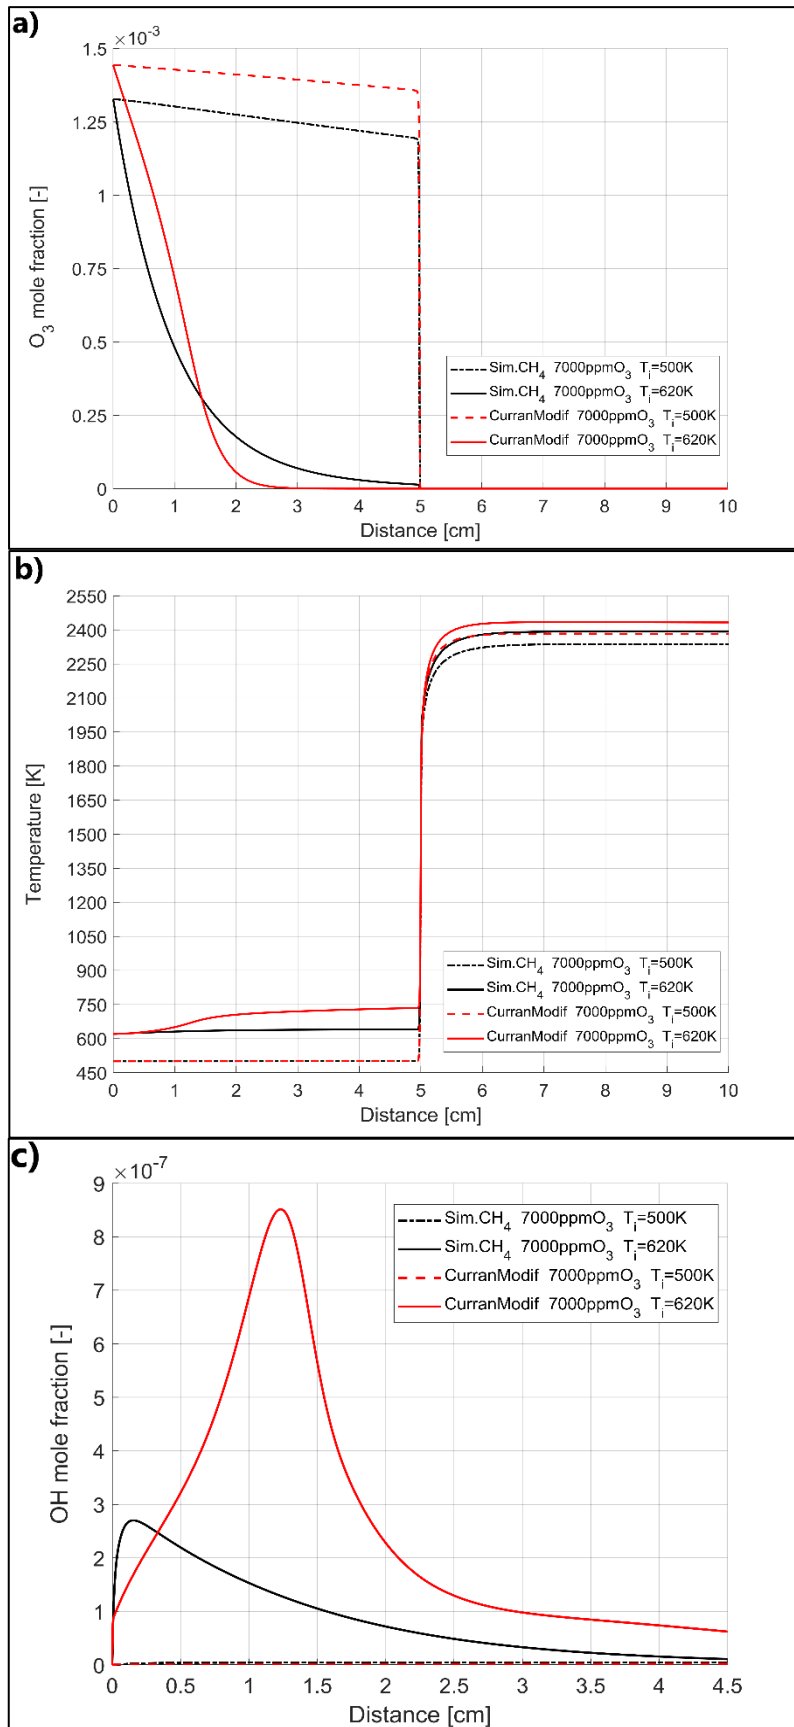 a)
×10⁻³
1.5
1.25
1
0.75
0.5
0.25
0
O₃ mole fraction [-]
Sim.CH₄ 7000ppmO₃ Tᵢ=500K
Sim.CH₄ 7000ppmO₃ Tᵢ=620K
CurranModif 7000ppmO₃ Tᵢ=500K
CurranModif 7000ppmO₃ Tᵢ=620K
0 1 2 3 4 5 6 7 8 9 10
Distance [cm]
b)
2550
2400
2250
2100
1950
1800
1650
1500
1350
1200
1050
900
750
600
450
Temperature [K]
Sim.CH₄ 7000ppmO₃ Tᵢ=500K
Sim.CH₄ 7000ppmO₃ Tᵢ=620K
CurranModif 7000ppmO₃ Tᵢ=500K
CurranModif 7000ppmO₃ Tᵢ=620K
0 1 2 3 4 5 6 7 8 9 10
Distance [cm]
c)
×10⁻⁷
9
8
7
6
5
4
3
2
1
0
OH mole fraction [-]
Sim.CH₄ 7000ppmO₃ Tᵢ=500K
Sim.CH₄ 7000ppmO₃ Tᵢ=620K
CurranModif 7000ppmO₃ Tᵢ=500K
CurranModif 7000ppmO₃ Tᵢ=620K
0 0.5 1 1.5 2 2.5 3 3.5 4 4.5
Distance [cm]